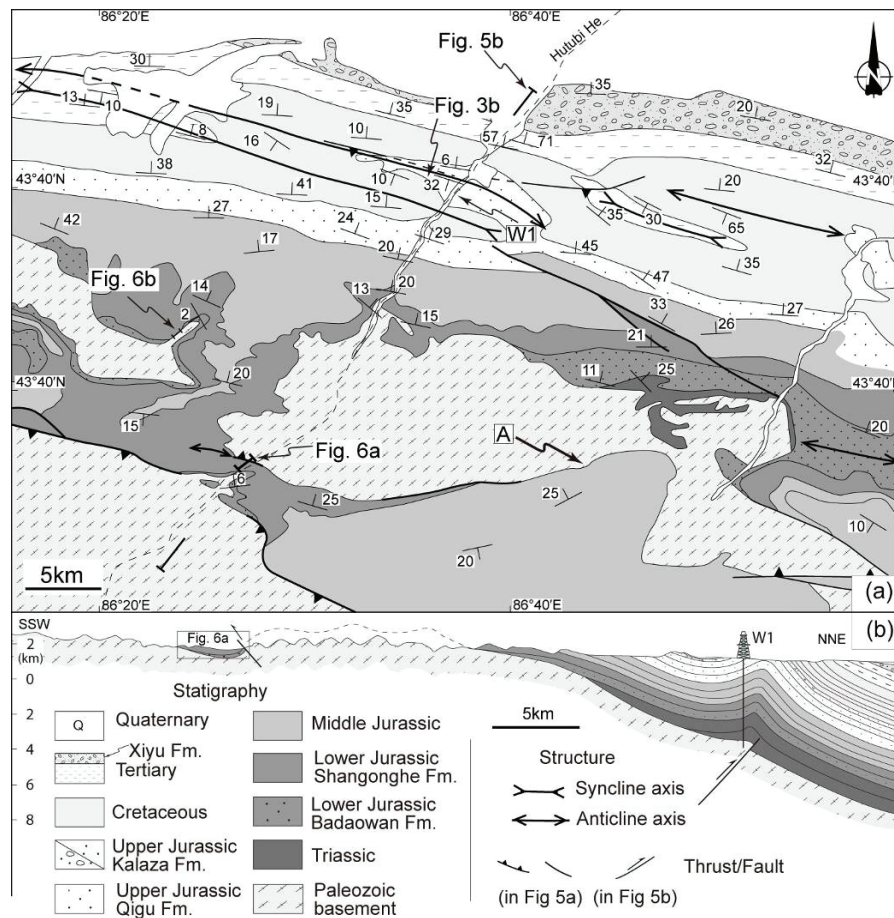 86°20′E
86°40′E
Hutubi He
Fig. 5b
N
30
35
35
20
Fig. 3b
13
10
19
57
71
8
16
10
6
32
43°40′N
38
10
32
20
43°40′N
41
15
35
30
65
42
27
24
29
W1
45
35
17
20
47
Fig. 6b
14
13
20
33
27
2
15
21
26
43°40′N
20
11
25
43°40′N
15
A
20
Fig. 6a
6
25
25
10
20
5km
(a)
86°20′E
86°40′E
SSW
(b)
2
Fig. 6a
W1
NNE
(km)
0
Statigraphy
5km
2
Q
Quaternary
Middle Jurassic
Xiyu Fm.
Structure
4
Tertiary
Lower Jurassic
Shangonghe Fm.
Syncline axis
6
Cretaceous
Lower Jurassic
Badaowan Fm.
Anticline axis
8
Upper Jurassic
Kalaza Fm.
Triassic
Thrust/Fault
Upper Jurassic
Qigu Fm.
Paleozoic
basement
(in Fig 5a)
(in Fig 5b)